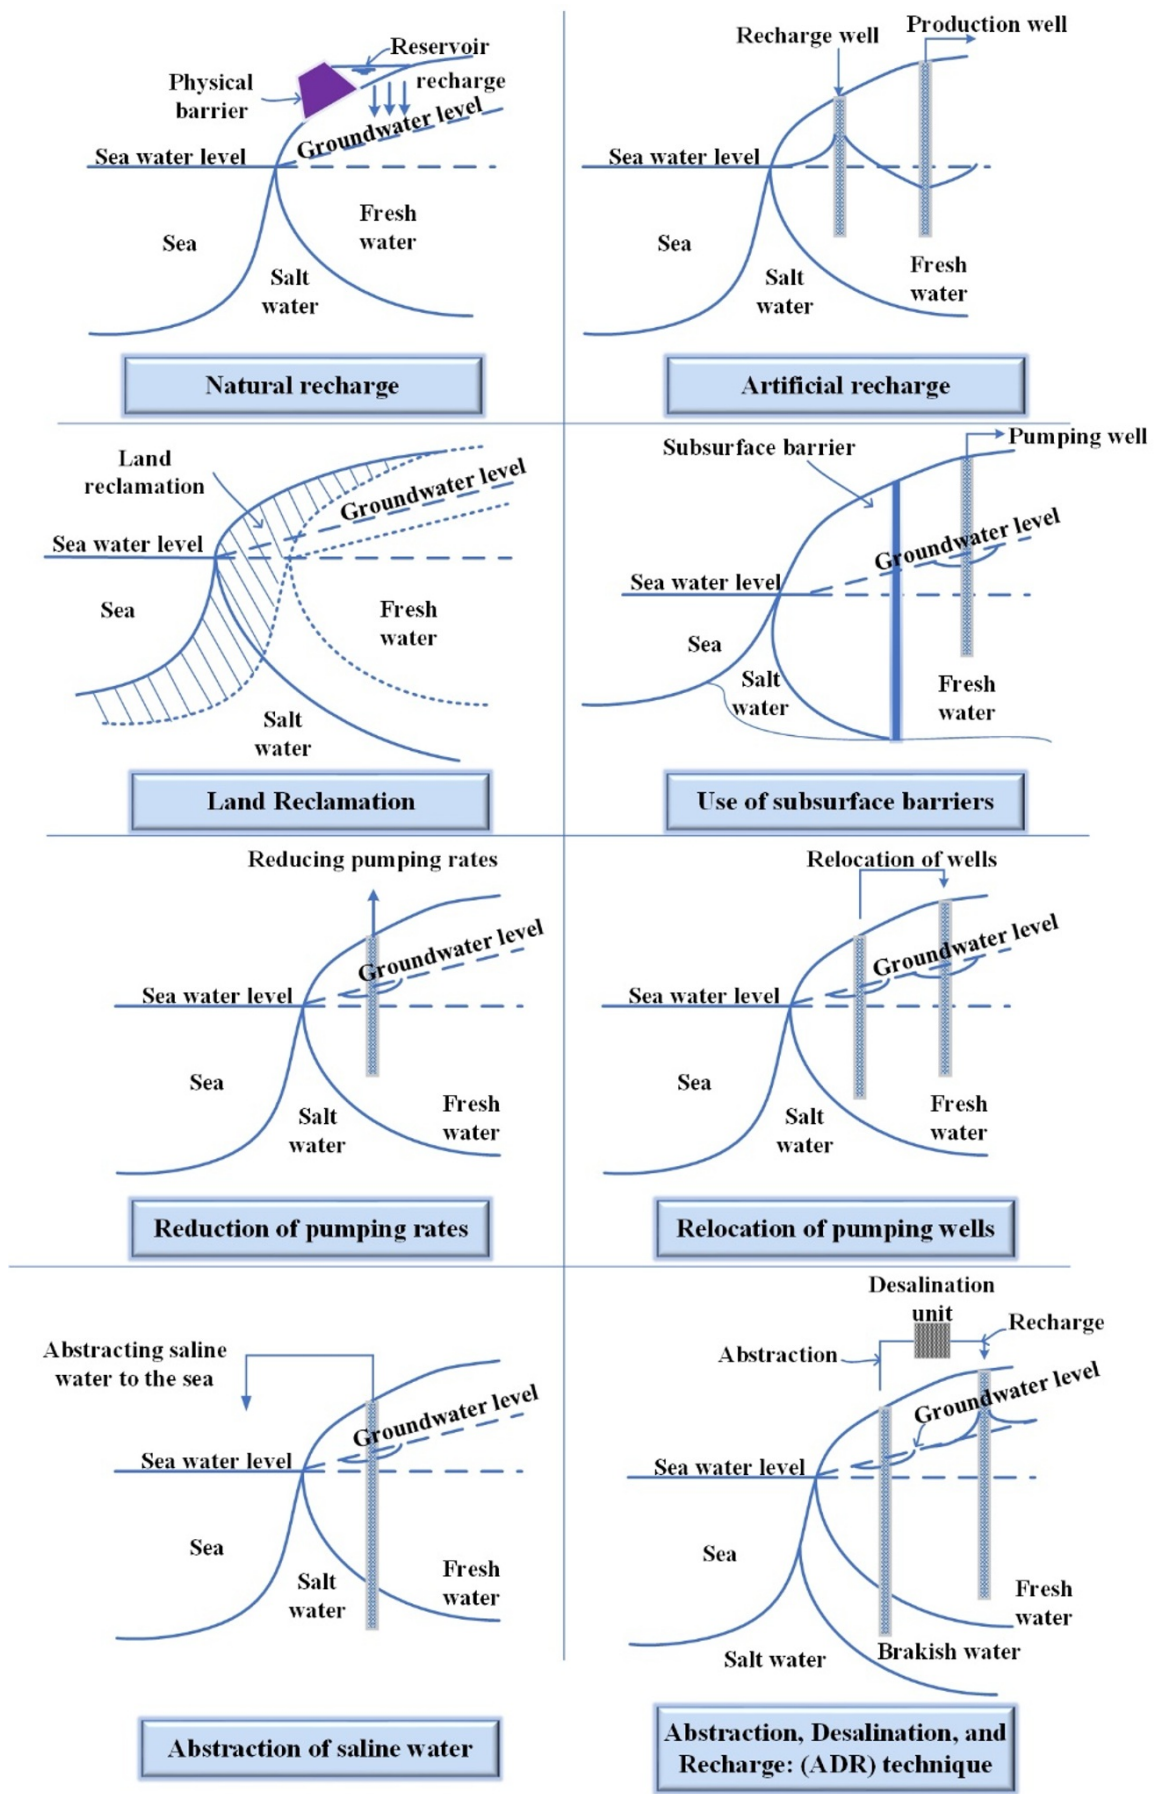 Reservoir
Physical
barrier
recharge
Groundwater level
Sea water level
Fresh
water
Sea
Salt
water
Natural recharge
Production well
Recharge well
Sea water level
Sea
Salt
water
Fresh
water
Artificial recharge
Land
reclamation
Groundwater level
Sea water level
Sea
Fresh
water
Salt
water
Land Reclamation
Pumping well
Subsurface barrier
Groundwater level
Sea water level
Sea
Salt
water
Fresh
water
Use of subsurface barriers
Reducing pumping rates
Groundwater level
Sea water level
Sea
Salt
water
Fresh
water
Reduction of pumping rates
Relocation of wells
Groundwater level
Sea water level
Sea
Salt
water
Fresh
water
Relocation of pumping wells
Abstracting saline
water to the sea
Groundwater level
Sea water level
Sea
Salt
water
Fresh
water
Abstraction of saline water
Desalination
unit
Recharge
Abstraction
Groundwater level
Sea water level
Sea
Fresh
water
Salt water
Brakish water
Abstraction, Desalination, and
Recharge: (ADR) technique